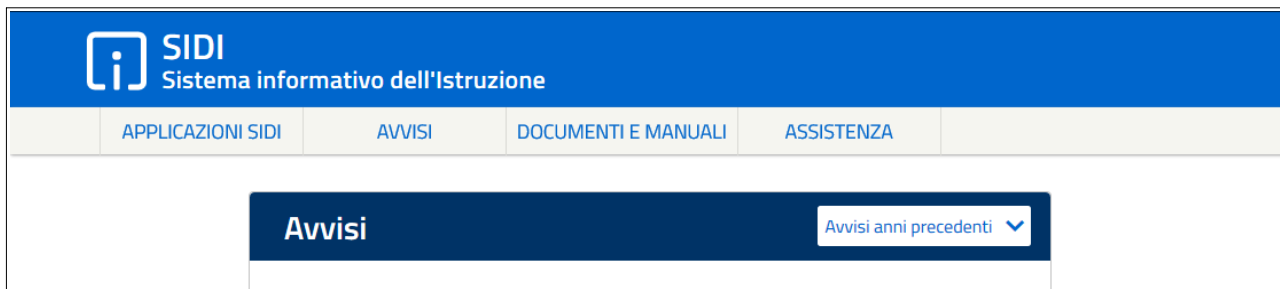 SIDI
Sistema informativo dell'Istruzione
APPLICAZIONI SIDI AVVISI DOCUMENTI E MANUALI ASSISTENZA
Avvisi Avvisi anni precedenti